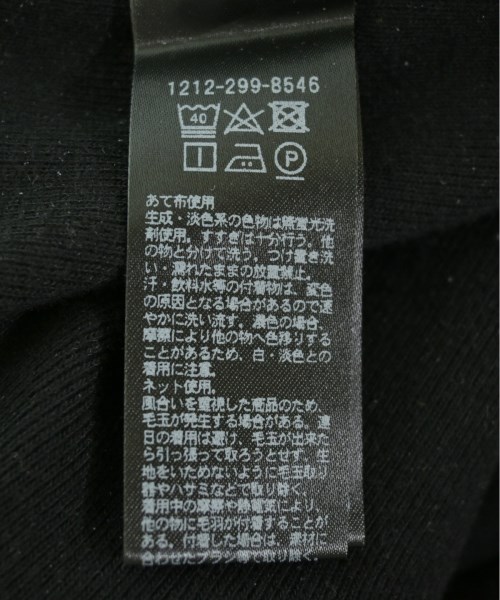 1212-299-8546
40
P
あて布使用
生成・淡色系の色物は無蛍光洗
剤使用。すすぎは十分行う。他
の物と分けて洗う。つけ置き洗
い・濡れたままの放置禁止。
汗・飲料水等の付着物は、変色
の原因となる場合があるので速
やかに洗い流す。濃色の場合、
摩擦により他の物へ色移りする
ことがあるため、白・淡色との
着用に注意。
ネット使用。
風合いを重視した商品のため、
毛玉が発生する場合がある。連
日の着用は避け、毛玉が出来た
ら引っ張って取ろうとせず、生
地をいためないように毛玉取り
器やハサミなどで取り除く。
着用中の摩擦や静電気により、
他の物に毛羽が付着することが
ある。付着した場合は、素材に
合わせたブラシ等で取り除く。